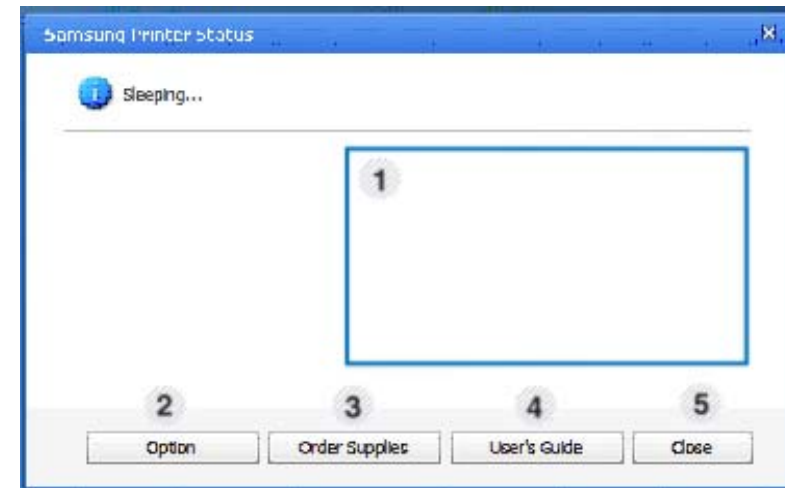 Samsung Printer Status
Sleeping...
1
2 3 4 5
Option Order Supplies User's Guide Close